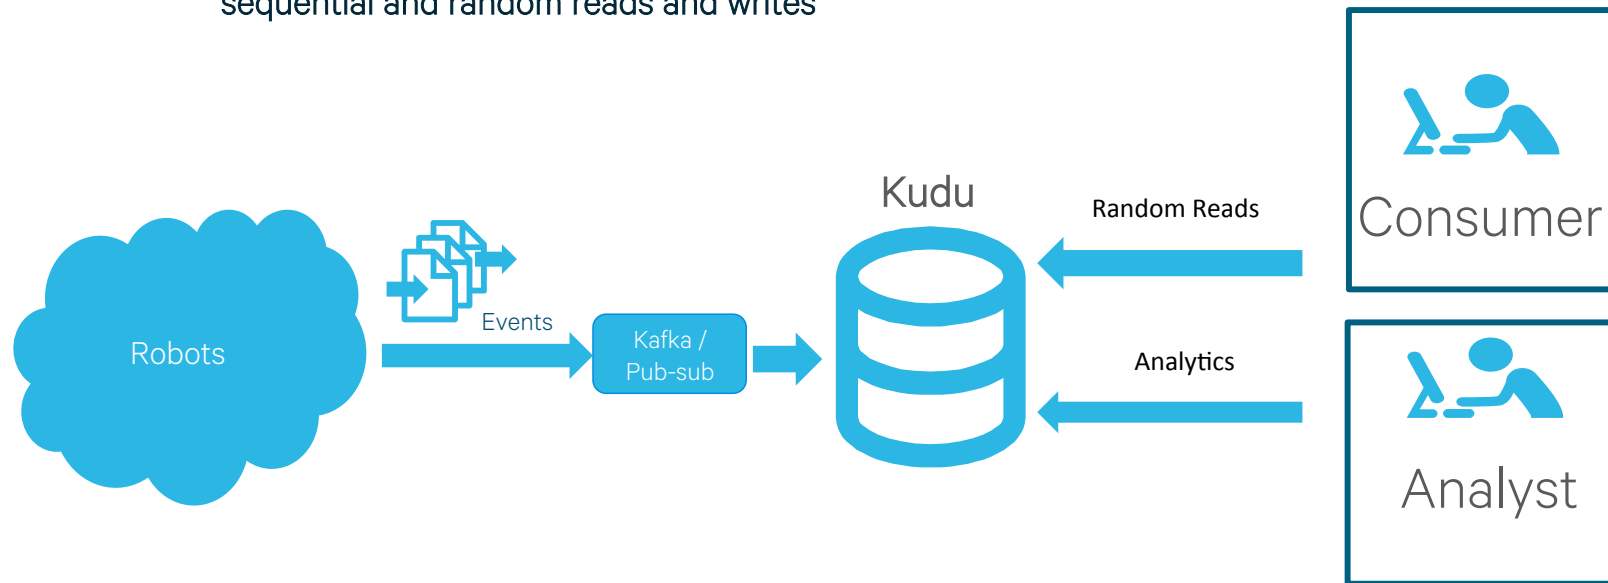 sequential and random reads and writes
Kudu
Random Reads
Consumer
Events
Robots
Kafka /
Pub-sub
Analytics
Analyst